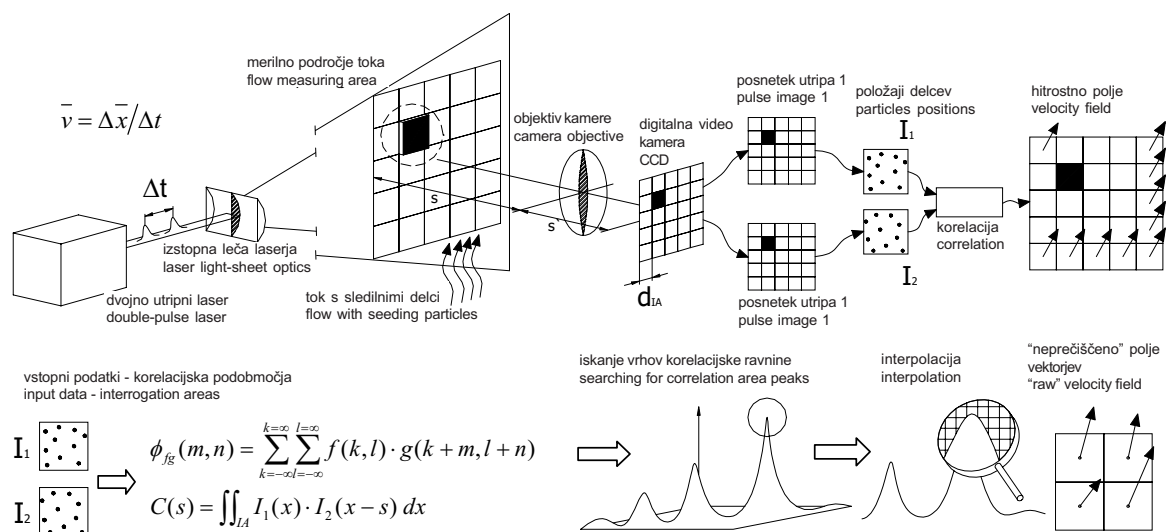 merilno področje toka
flow measuring area
v̅ = Δx̅/Δt
Δt
izstopna leča laserja
laser light-sheet optics
dvojno utripni laser
double-pulse laser
tok s sledilnimi delci
flow with seeding particles
s
objektiv kamere
camera objective
s'
digitalna video
kamera
CCD
d_IA
posnetek utripa 1
pulse image 1
posnetek utripa 1
pulse image 1
položaji delcev
particles positions
I₁
I₂
korelacija
correlation
hitrostno polje
velocity field
vstopni podatki - korelacijska podobmočja
input data - interrogation areas
I₁
I₂
ϕ_fg(m,n) = ∑_{k=-∞}^{k=∞} ∑_{l=-∞}^{l=∞} f(k,l)·g(k+m,l+n)
C(s) = ∬_IA I₁(x)·I₂(x−s) dx
iskanje vrhov korelacijske ravnine
searching for correlation area peaks
interpolacija
interpolation
“neprečiščeno” polje
vektorjev
“raw” velocity field